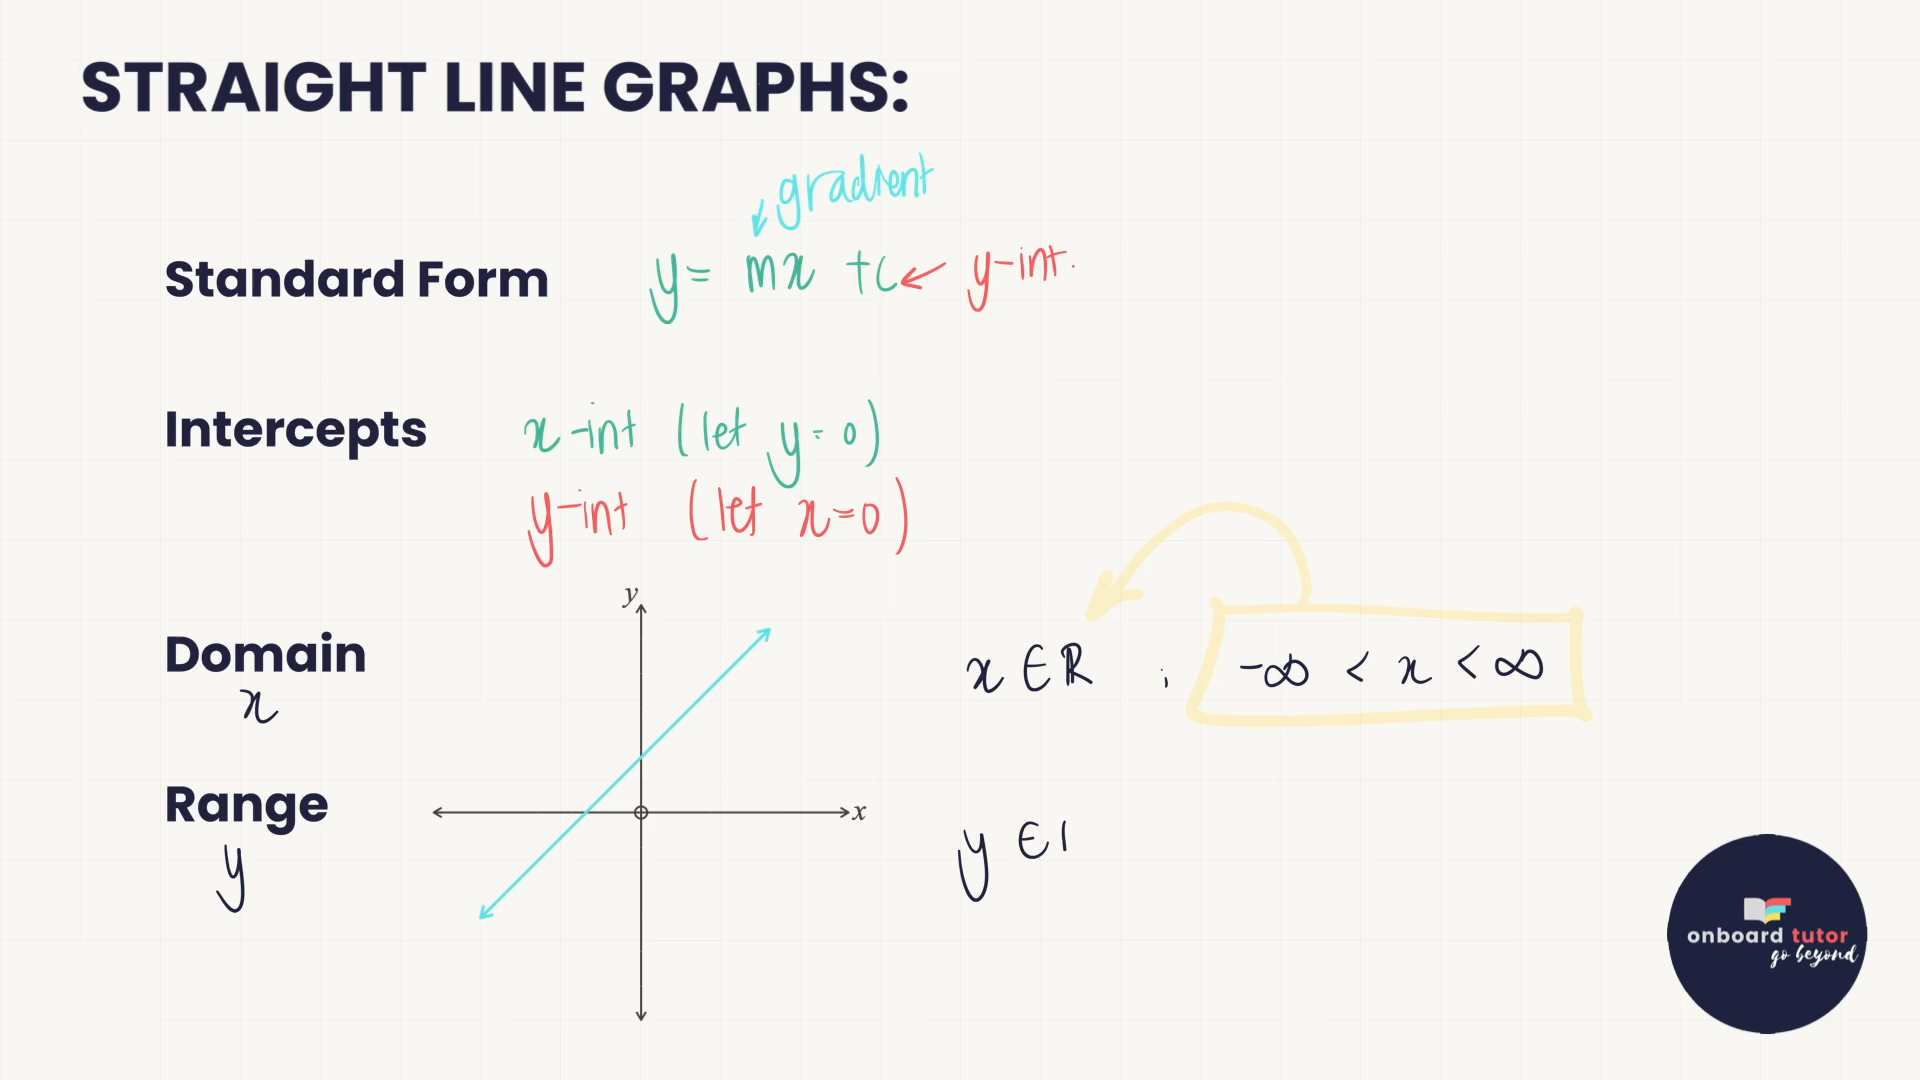 STRAIGHT LINE GRAPHS:
gradient
Standard Form y = mx + c y-int.
Intercepts x-int (let y = 0)
y-int (let x = 0)
y
Domain x ∈ ℝ ; -∞ < x < ∞
x
Range
x
y y ∈ l
onboard tutor
go beyond